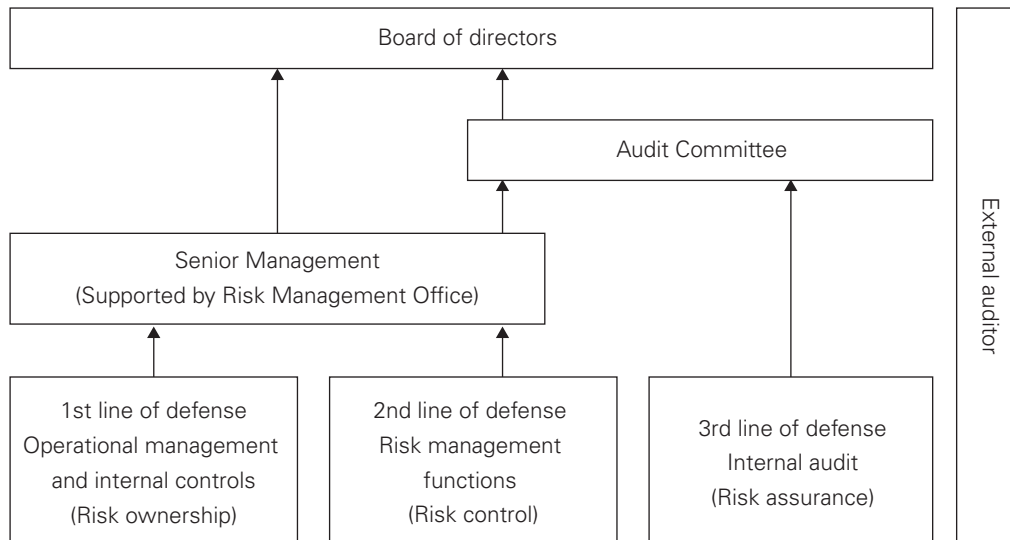 Board of directors
Audit Committee
Senior Management
(Supported by Risk Management Office)
1st line of defense
Operational management
and internal controls
(Risk ownership)
2nd line of defense
Risk management
functions
(Risk control)
3rd line of defense
Internal audit
(Risk assurance)
External auditor